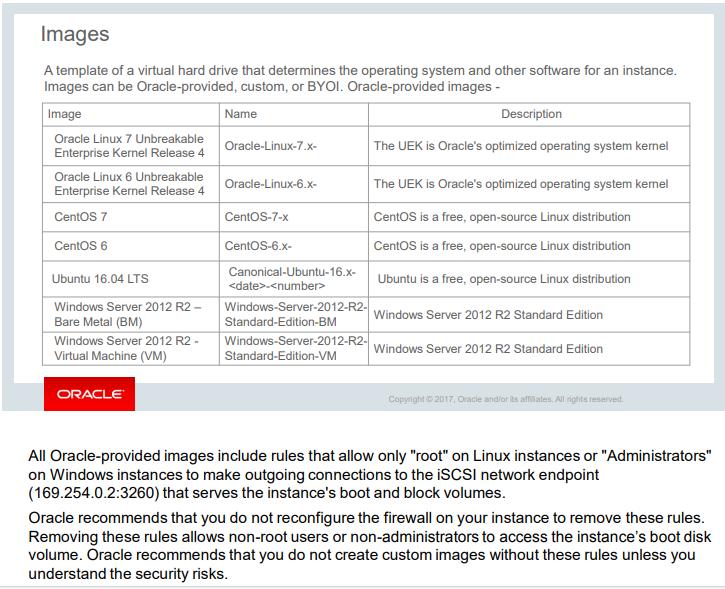 Images
A template of a virtual hard drive that determines the operating system and other software for an instance.
Images can be Oracle-provided, custom, or BYOI. Oracle-provided images -
Image Name Description
Oracle Linux 7 Unbreakable
Enterprise Kernel Release 4
Oracle-Linux-7.x-
The UEK is Oracle's optimized operating system kernel
Oracle Linux 6 Unbreakable
Enterprise Kernel Release 4
Oracle-Linux-6.x-
The UEK is Oracle's optimized operating system kernel
CentOS 7 CentOS-7-x CentOS is a free, open-source Linux distribution
CentOS 6 CentOS-6.x- CentOS is a free, open-source Linux distribution
Ubuntu 16.04 LTS
Canonical-Ubuntu-16.x-
<date>-<number>
Ubuntu is a free, open-source Linux distribution
Windows Server 2012 R2 –
Bare Metal (BM)
Windows-Server-2012-R2-
Standard-Edition-BM
Windows Server 2012 R2 Standard Edition
Windows Server 2012 R2 -
Virtual Machine (VM)
Windows-Server-2012-R2-
Standard-Edition-VM
Windows Server 2012 R2 Standard Edition
ORACLE
Copyright © 2017, Oracle and/or its affiliates. All rights reserved.
All Oracle-provided images include rules that allow only "root" on Linux instances or "Administrators"
on Windows instances to make outgoing connections to the iSCSI network endpoint
(169.254.0.2:3260) that serves the instance's boot and block volumes.
Oracle recommends that you do not reconfigure the firewall on your instance to remove these rules.
Removing these rules allows non-root users or non-administrators to access the instance’s boot disk
volume. Oracle recommends that you do not create custom images without these rules unless you
understand the security risks.